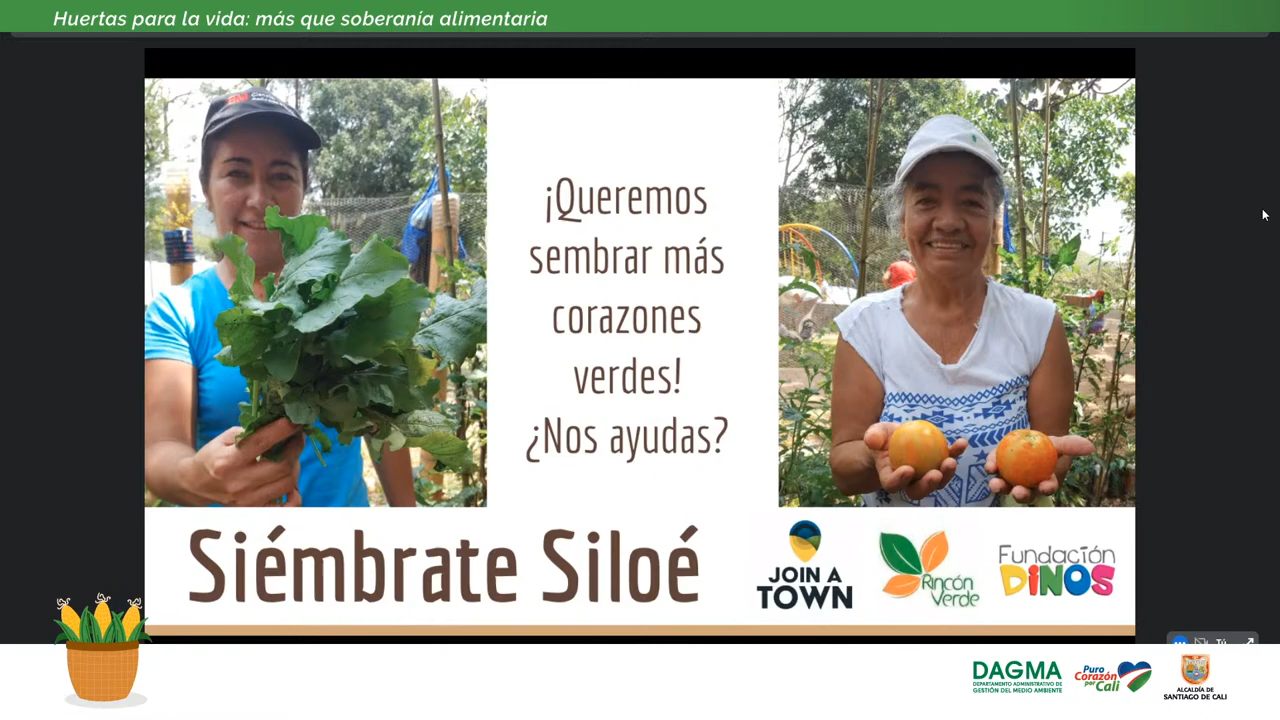 Huertas para la vida: más que soberanía alimentaria
¡Queremos
sembrar más
corazones
verdes!
¿Nos ayudas?
Siémbrate Siloé
JOIN A
TOWN
Rincón
Verde
Fundación
DiNOS
Tú
DAGMA
DEPARTAMENTO ADMINISTRATIVO DE
GESTIÓN DEL MEDIO AMBIENTE
Puro
Corazón
por Cali
ALCALDÍA DE
SANTIAGO DE CALI